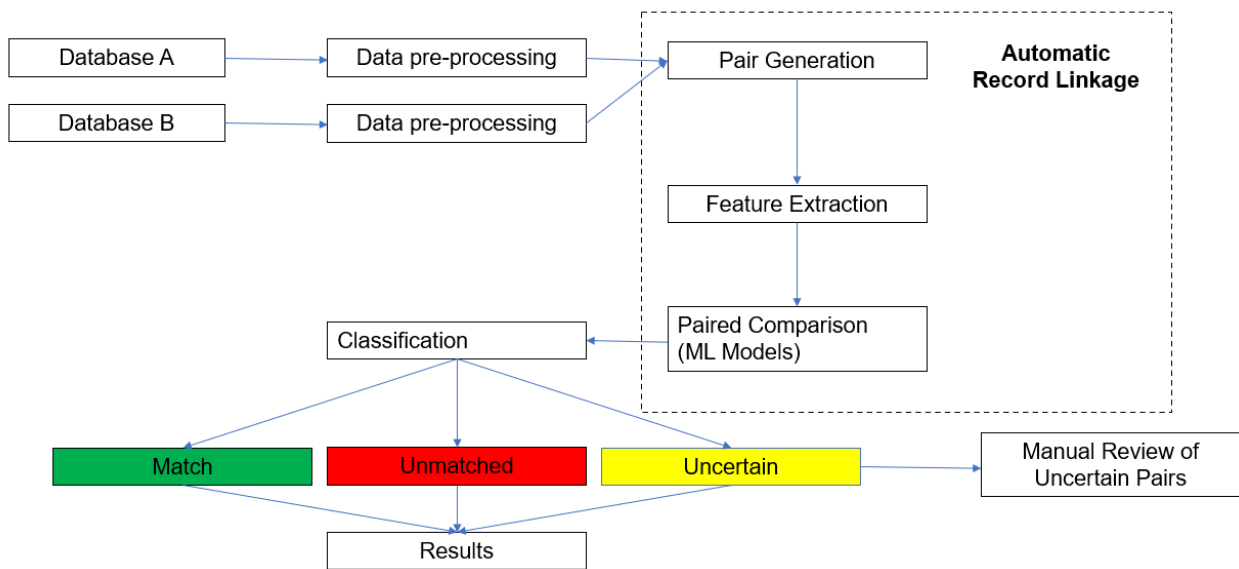 Database A
Data pre-processing
Pair Generation
Automatic
Record Linkage
Database B
Data pre-processing
Feature Extraction
Paired Comparison
(ML Models)
Classification
Match
Unmatched
Uncertain
Manual Review of
Uncertain Pairs
Results